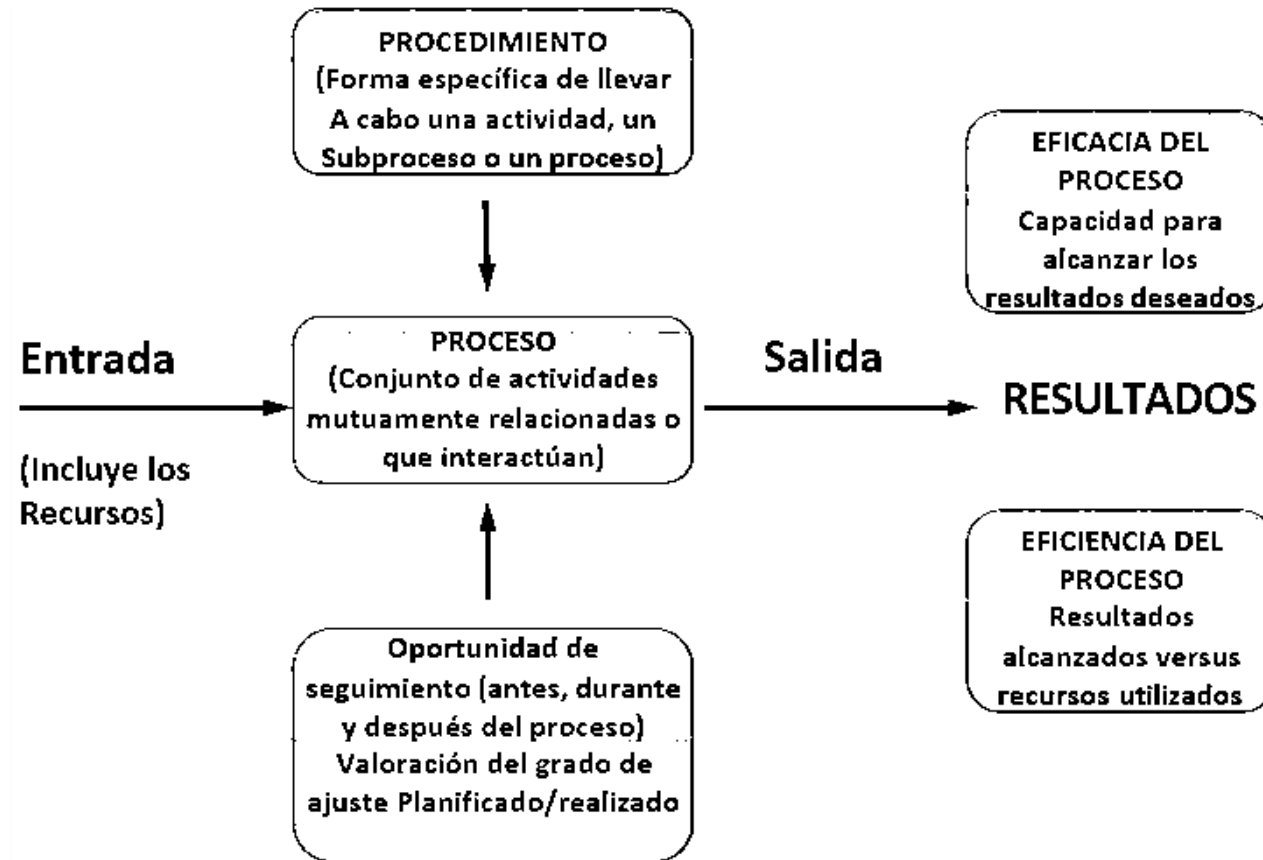 PROCEDIMIENTO
(Forma específica de llevar
A cabo una actividad, un
Subproceso o un proceso)
EFICACIA DEL
PROCESO
Capacidad para
alcanzar los
resultados deseados
Entrada
(Incluye los
Recursos)
PROCESO
(Conjunto de actividades
mutuamente relacionadas o
que interactúan)
Salida
RESULTADOS
Oportunidad de
seguimiento (antes, durante
y después del proceso)
Valoración del grado de
ajuste Planificado/realizado
EFICIENCIA DEL
PROCESO
Resultados
alcanzados versus
recursos utilizados